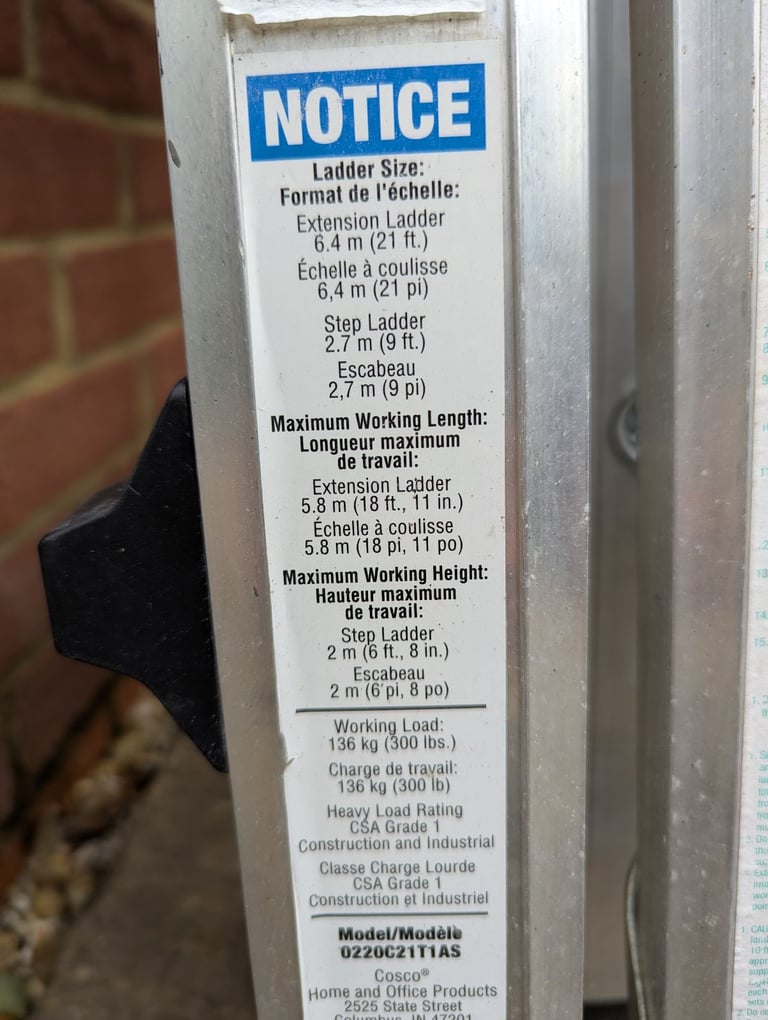 NOTICE
Ladder Size:
Format de l'échelle:
Extension Ladder
6.4 m (21 ft.)
Échelle à coulisse
6,4 m (21 pi)
Step Ladder
2.7 m (9 ft.)
Escabeau
2,7 m (9 pi)
Maximum Working Length:
Longueur maximum
de travail:
Extension Ladder
5.8 m (18 ft., 11 in.)
Échelle à coulisse
5.8 m (18 pi, 11 po)
Maximum Working Height:
Hauteur maximum
de travail:
Step Ladder
2 m (6 ft., 8 in.)
Escabeau
2 m (6 pi, 8 po)
Working Load:
136 kg (300 lbs.)
Charge de travail:
136 kg (300 lb)
Heavy Load Rating
CSA Grade 1
Construction and Industrial
Classe Charge Lourde
CSA Grade 1
Construction et Industriel
Model/Modèle
0220C21T1AS
Cosco®
Home and Office Products
2525 State Street
Columbus, IN 47201